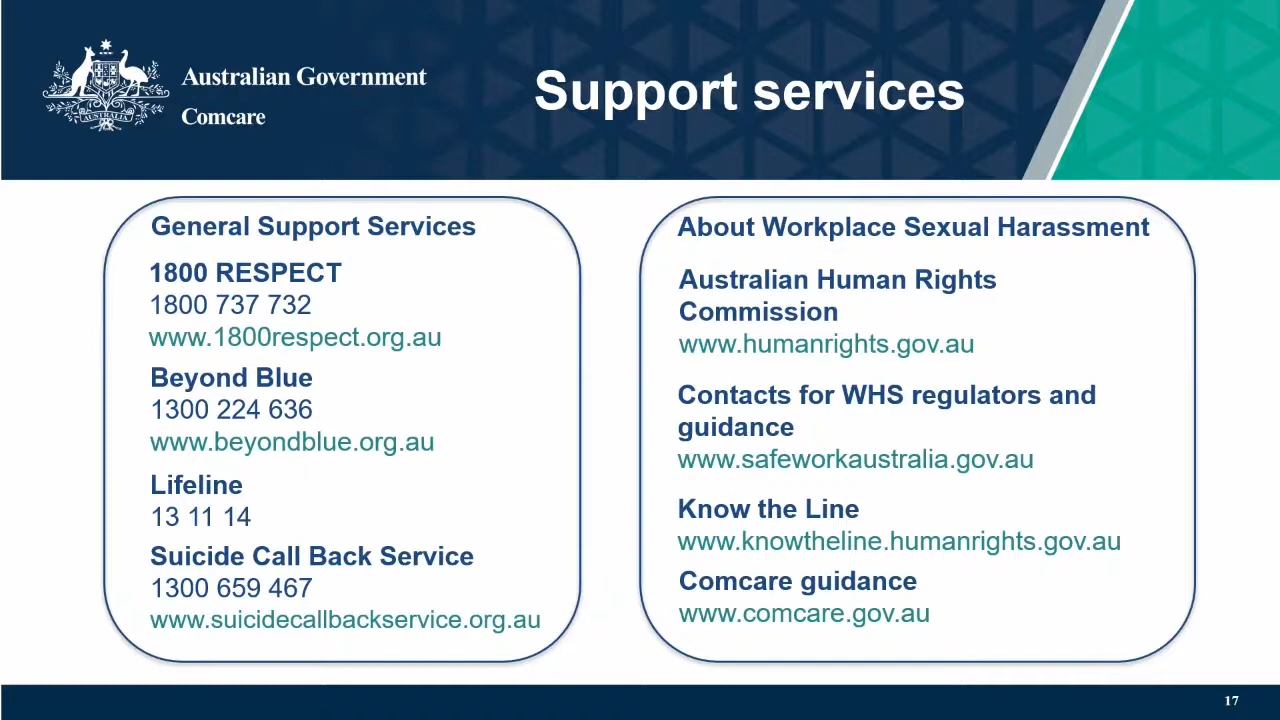 Australian Government
Comcare
Support services
General Support Services
1800 RESPECT
1800 737 732
www.1800respect.org.au
Beyond Blue
1300 224 636
www.beyondblue.org.au
Lifeline
13 11 14
Suicide Call Back Service
1300 659 467
www.suicidecallbackservice.org.au
About Workplace Sexual Harassment
Australian Human Rights
Commission
www.humanrights.gov.au
Contacts for WHS regulators and
guidance
www.safeworkaustralia.gov.au
Know the Line
www.knowtheline.humanrights.gov.au
Comcare guidance
www.comcare.gov.au
AUSTRALIA
17